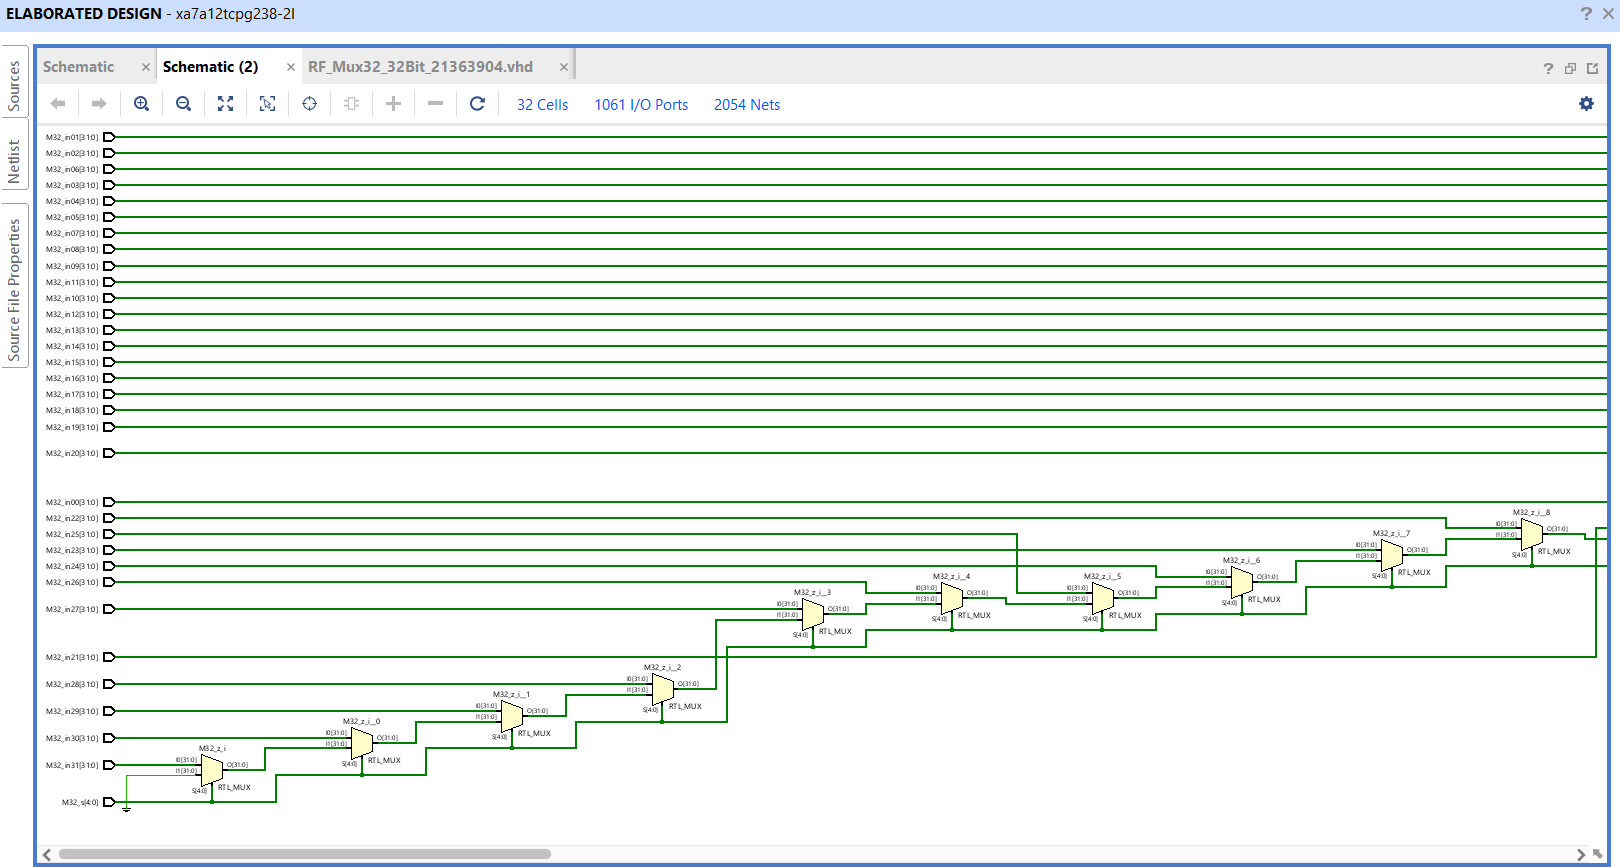 ELABORATED DESIGN - xa7a12tcpg238-2I
Sources
Netlist
Source File Properties
Schematic
Schematic (2)
RF_Mux32_32Bit_21363904.vhd
32 Cells
1061 I/O Ports
2054 Nets
M32_in01[31:0]
M32_in02[31:0]
M32_in06[31:0]
M32_in03[31:0]
M32_in04[31:0]
M32_in05[31:0]
M32_in07[31:0]
M32_in08[31:0]
M32_in09[31:0]
M32_in11[31:0]
M32_in10[31:0]
M32_in12[31:0]
M32_in13[31:0]
M32_in14[31:0]
M32_in15[31:0]
M32_in16[31:0]
M32_in17[31:0]
M32_in18[31:0]
M32_in19[31:0]
M32_in20[31:0]
M32_in00[31:0]
M32_in22[31:0]
M32_in25[31:0]
M32_in23[31:0]
M32_in24[31:0]
M32_in26[31:0]
M32_in27[31:0]
M32_in21[31:0]
M32_in28[31:0]
M32_in29[31:0]
M32_in30[31:0]
M32_in31[31:0]
M32_s[4:0]
M32_z_i
I0[31:0]
I1[31:0]
O[31:0]
S[4:0]
RTL_MUX
M32_z_i__0
I0[31:0]
I1[31:0]
O[31:0]
S[4:0]
RTL_MUX
M32_z_i__1
I0[31:0]
I1[31:0]
O[31:0]
S[4:0]
RTL_MUX
M32_z_i__2
I0[31:0]
I1[31:0]
O[31:0]
S[4:0]
RTL_MUX
M32_z_i__3
I0[31:0]
I1[31:0]
O[31:0]
S[4:0]
RTL_MUX
M32_z_i__4
I0[31:0]
I1[31:0]
O[31:0]
S[4:0]
RTL_MUX
M32_z_i__5
I0[31:0]
I1[31:0]
O[31:0]
S[4:0]
RTL_MUX
M32_z_i__6
I0[31:0]
I1[31:0]
O[31:0]
S[4:0]
RTL_MUX
M32_z_i__7
I0[31:0]
I1[31:0]
O[31:0]
S[4:0]
RTL_MUX
M32_z_i__8
I0[31:0]
I1[31:0]
O[31:0]
S[4:0]
RTL_MUX